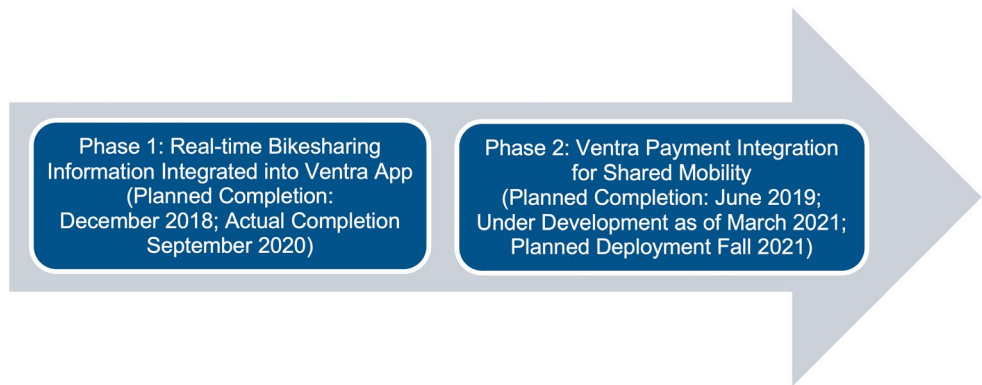 Phase 1: Real-time Bikesharing
Information Integrated into Ventra App
(Planned Completion:
December 2018; Actual Completion
September 2020)
Phase 2: Ventra Payment Integration
for Shared Mobility
(Planned Completion: June 2019;
Under Development as of March 2021;
Planned Deployment Fall 2021)